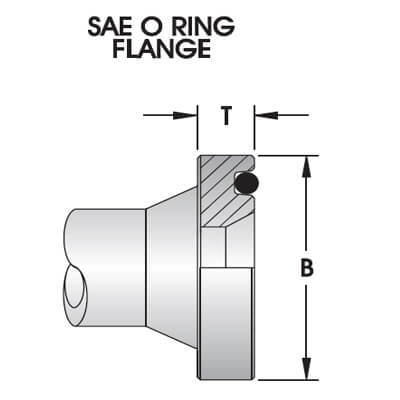 SAE O RING
FLANGE
T
B